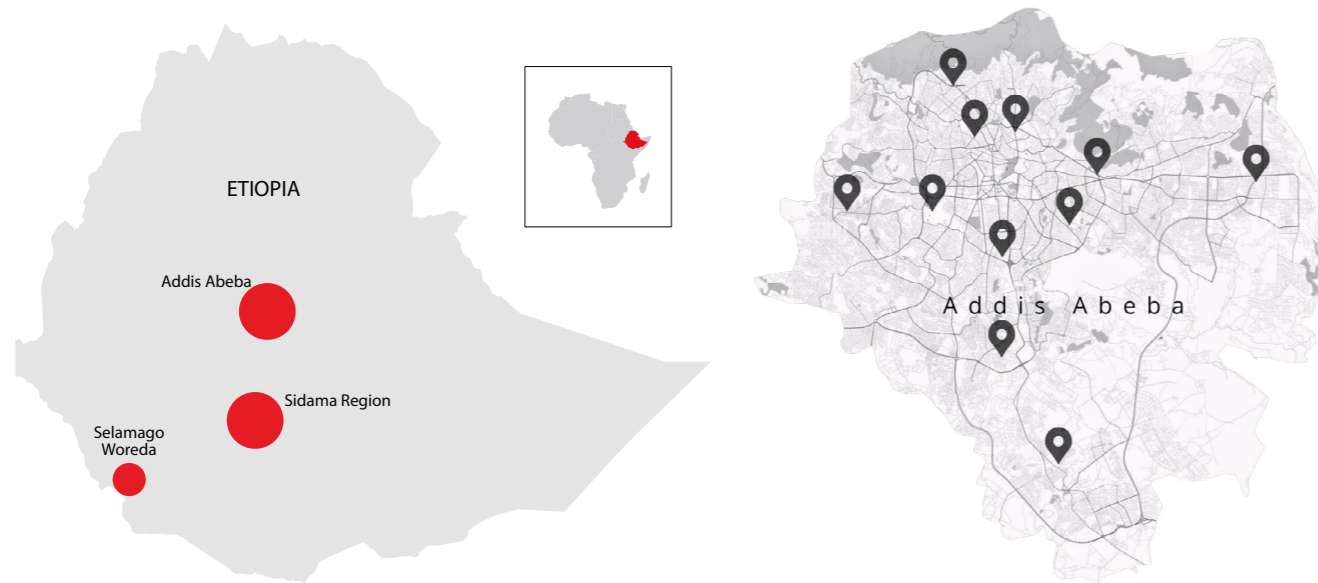 ETIOPIA
Addis Abeba
Sidama Region
Selamago
Woreda
Addis Abeba